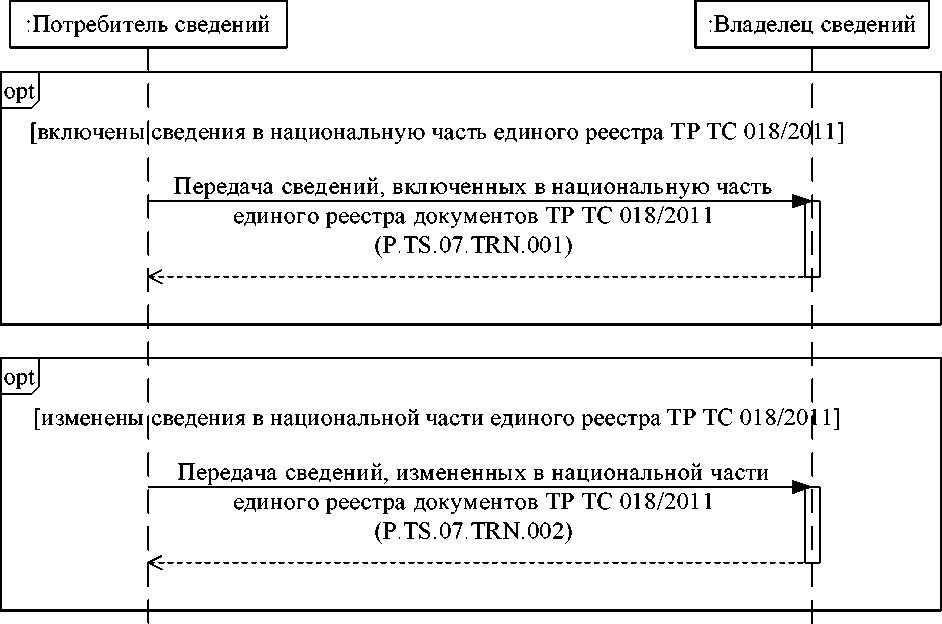 :Потребитель сведений
:Владелец сведений
opt
[включены сведения в национальную часть единого реестра ТР ТС 018/2011]
Передача сведений, включенных в национальную часть
единого реестра документов ТР ТС 018/2011
(P.TS.07.TRN.001)
opt
[изменены сведения в национальной части единого реестра ТР ТС 018/2011]
Передача сведений, измененных в национальной части
единого реестра документов ТР ТС 018/2011
(P.TS.07.TRN.002)